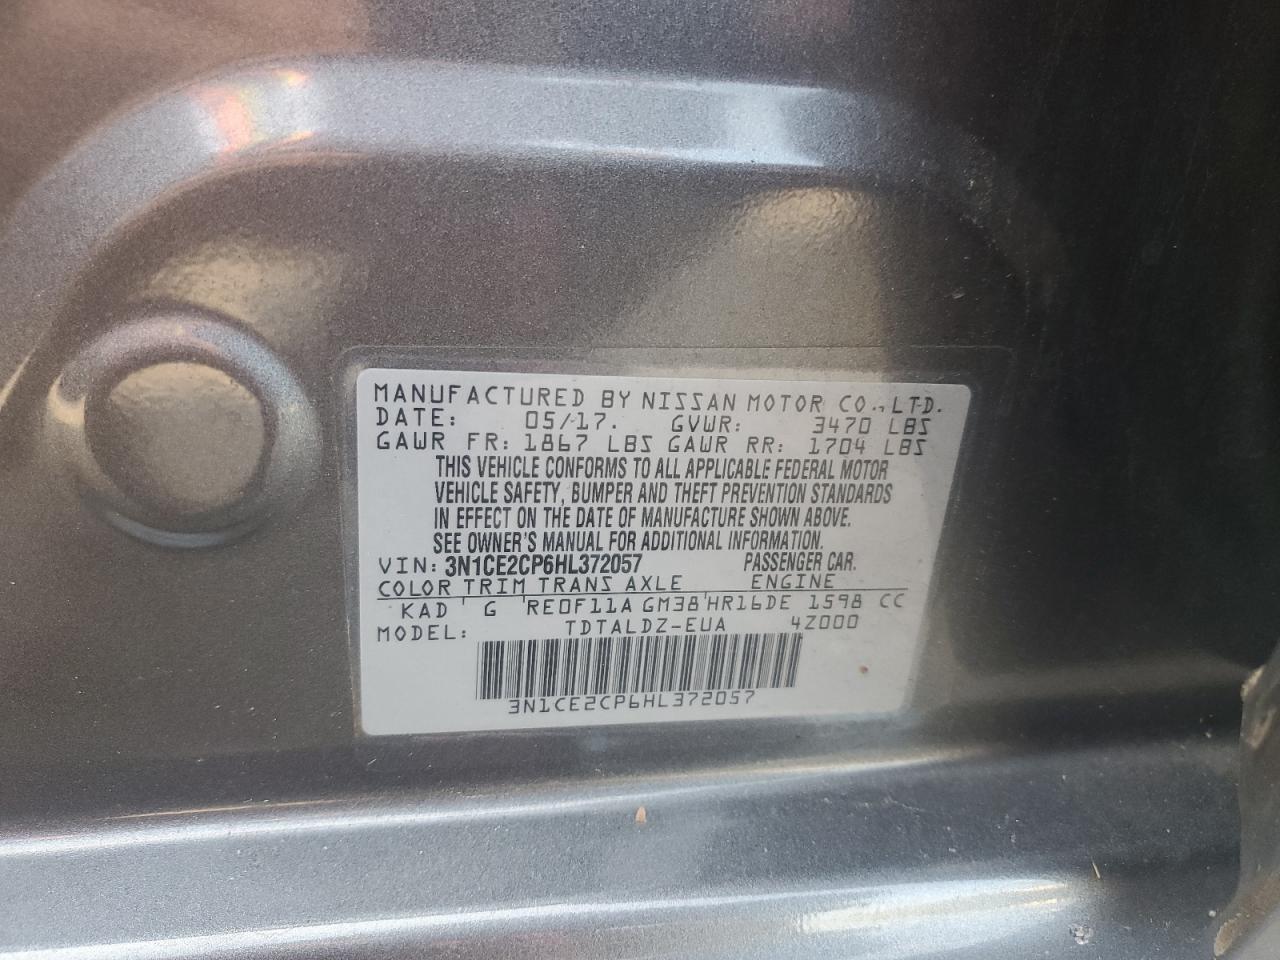 MANUFACTURED BY NISSAN MOTOR CO., LTD.
DATE: 05/17. GVWR: 3470 LBS
GAWR FR: 1867 LBS GAWR RR: 1704 LBS
THIS VEHICLE CONFORMS TO ALL APPLICABLE FEDERAL MOTOR
VEHICLE SAFETY, BUMPER AND THEFT PREVENTION STANDARDS
IN EFFECT ON THE DATE OF MANUFACTURE SHOWN ABOVE.
SEE OWNER'S MANUAL FOR ADDITIONAL INFORMATION.
VIN: 3N1CE2CP6HL372057 PASSENGER CAR.
COLOR TRIM TRANS AXLE ENGINE
KAD G RE0F11A GM38 HR16DE 1598 CC
MODEL: TDTALDZ-EUA 4Z000
3N1CE2CP6HL372057